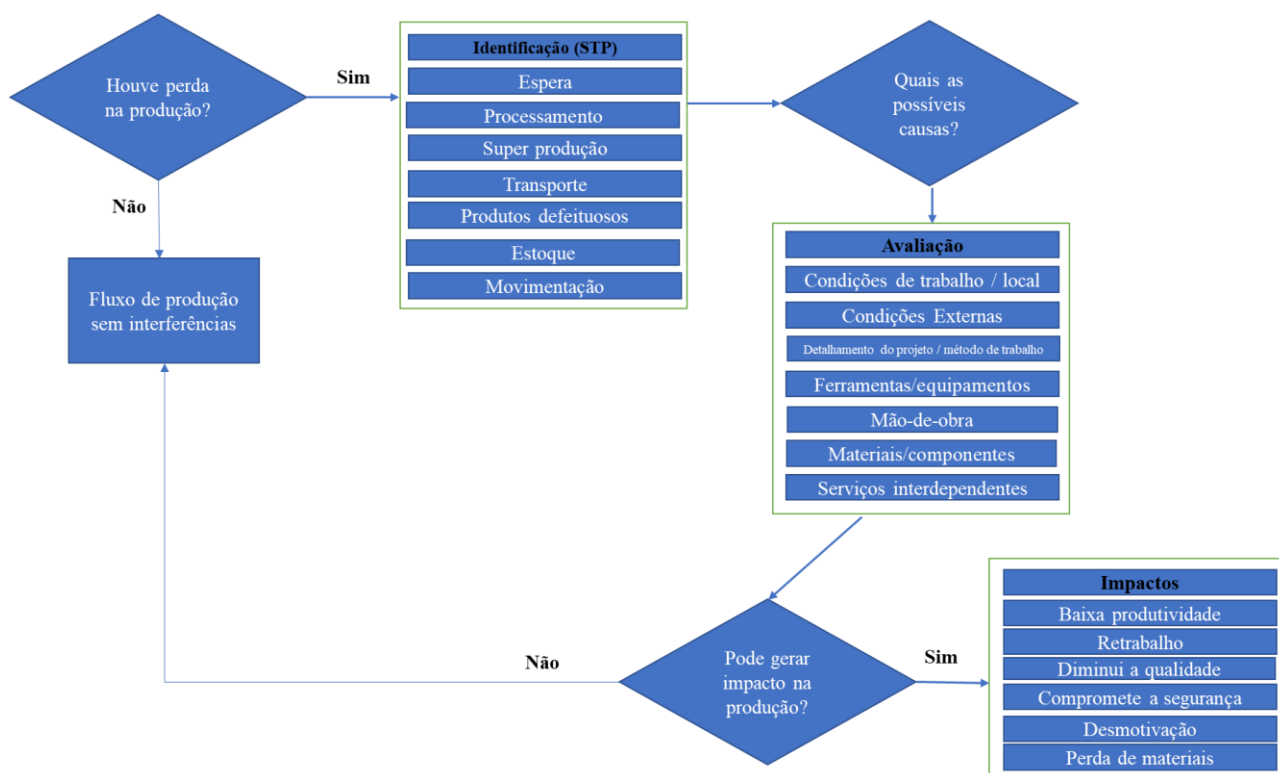 Houve perda
na produção?
Sim
Não
Fluxo de produção
sem interferências
Identificação (STP)
Espera
Processamento
Super produção
Transporte
Produtos defeituosos
Estoque
Movimentação
Quais as
possíveis
causas?
Avaliação
Condições de trabalho / local
Condições Externas
Detalhamento do projeto / método de trabalho
Ferramentas/equipamentos
Mão-de-obra
Materiais/componentes
Serviços interdependentes
Pode gerar
impacto na
produção?
Não
Sim
Impactos
Baixa produtividade
Retrabalho
Diminui a qualidade
Compromete a segurança
Desmotivação
Perda de materiais